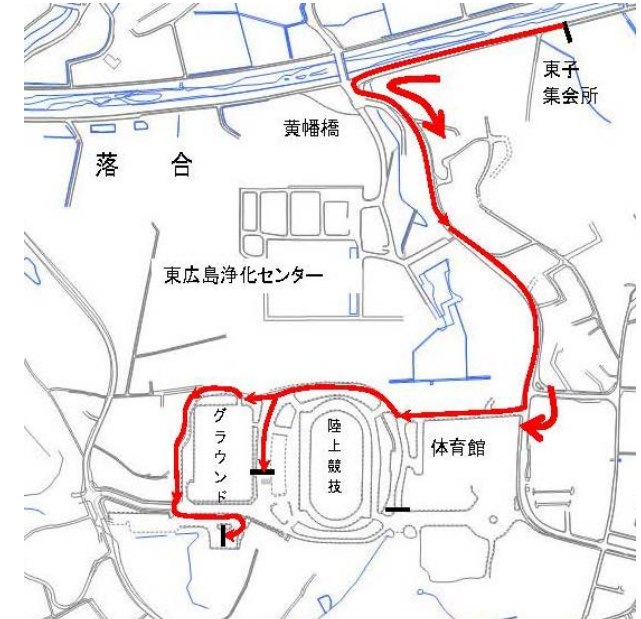 東子
集会所
黄幡橋
落合
東広島浄化センター
グラウンド
陸上競技
体育館